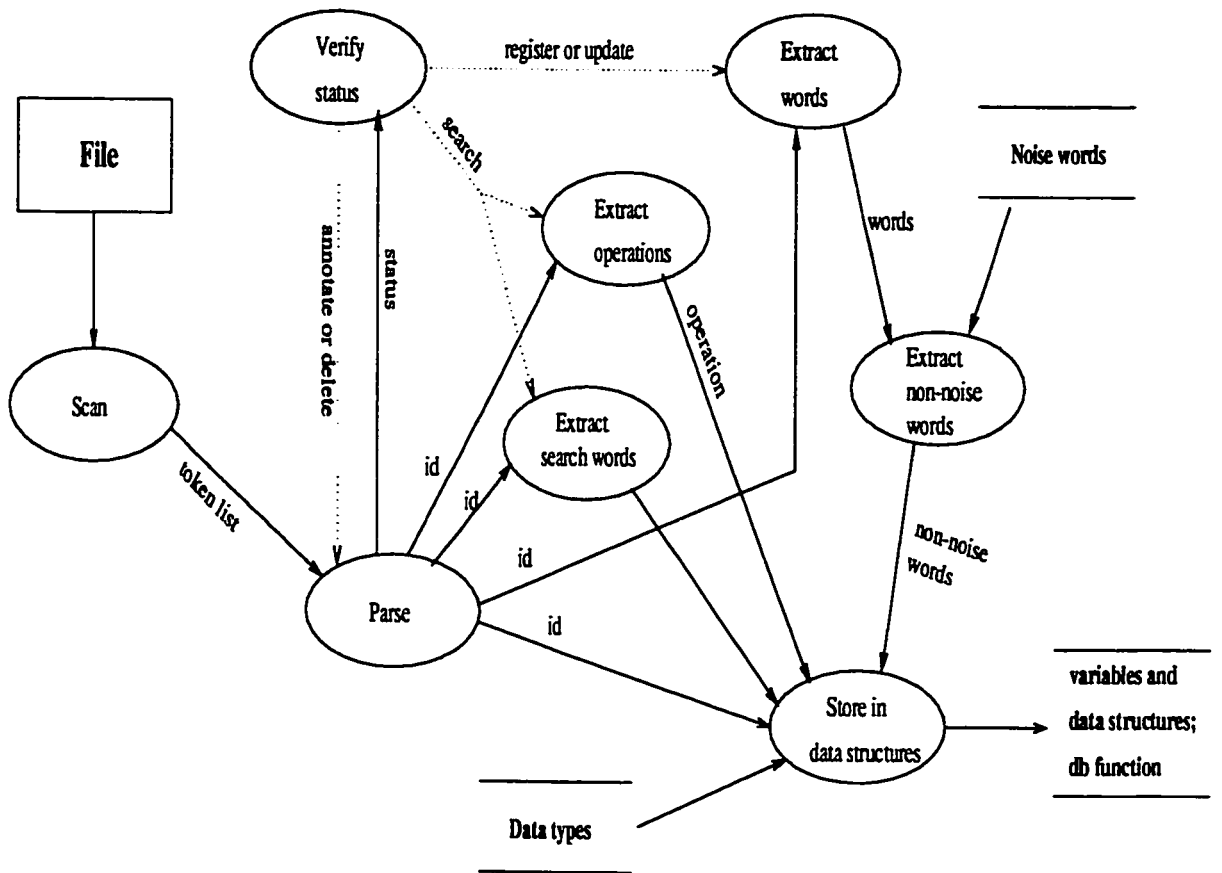 Verify
status
register or update
Extract
words
File
search
Noise words
Extract
operations
words
annotate or delete
status
operation
Scan
Extract
non-noise
words
Extract
search words
id
id
token list
id
non-noise
words
Parse
id
variables and
data structures;
db function
Store in
data structures
Data types